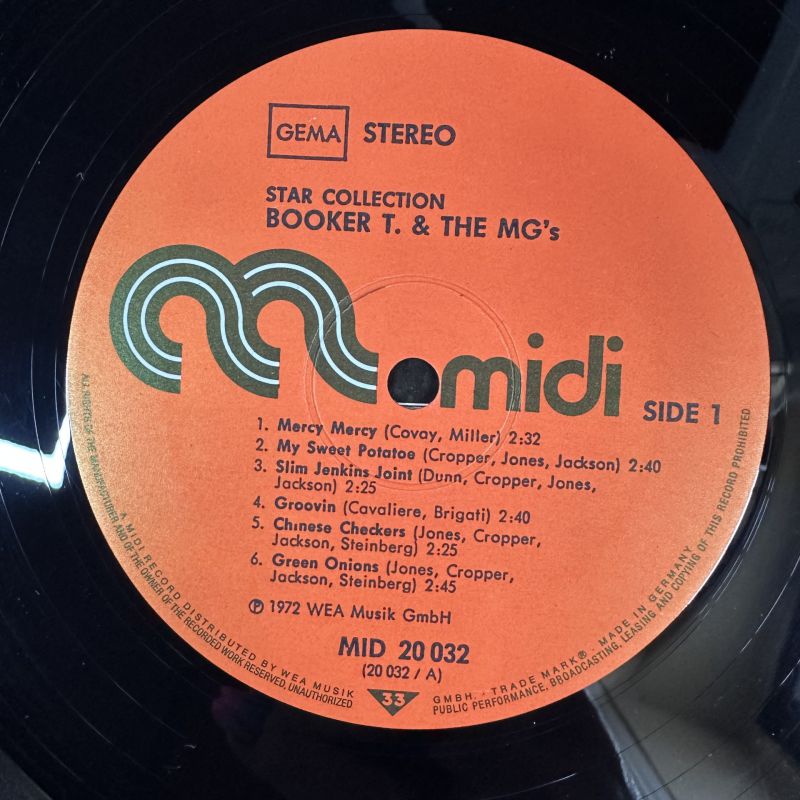 GEMA STEREO
STAR COLLECTION
BOOKER T. & THE MG's
midi
SIDE 1
1. Mercy Mercy (Covay, Miller) 2:32
2. My Sweet Potatoe (Cropper, Jones, Jackson) 2:40
3. Slim Jenkins Joint (Dunn, Cropper, Jones,
Jackson) 2:25
4. Groovin (Cavaliere, Brigati) 2:40
5. Chinese Checkers (Jones, Cropper,
Jackson, Steinberg) 2:25
6. Green Onions (Jones, Cropper,
Jackson, Steinberg) 2:45
℗ 1972 WEA Musik GmbH
MID 20 032
(20 032 / A)
33
A MIDI RECORD DISTRIBUTED BY WEA MUSIK GMBH. · TRADE MARK® · MADE IN GERMANY
ALL RIGHTS OF THE MANUFACTURER AND OF THE OWNER OF THE RECORDED WORK RESERVED, UNAUTHORIZED PUBLIC PERFORMANCE, BROADCASTING, LEASING AND COPYING OF THIS RECORD PROHIBITED